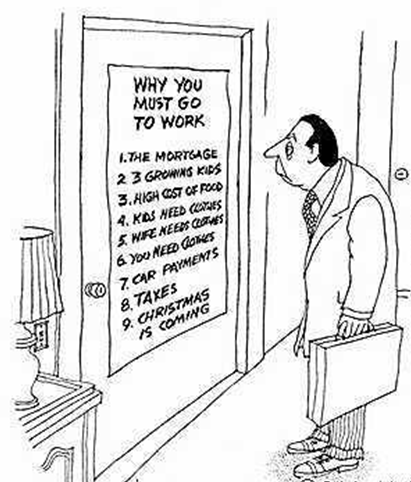 WHY YOU
MUST GO
TO WORK
1. THE MORTGAGE
2 3 GROWING KIDS
3. HIGH COST OF FOOD
4. KIDS NEED CLOTHES
5. WIFE NEEDS CLOTHES
6. YOU NEED CLOTHES
7. CAR PAYMENTS
8. TAXES
9. CHRISTMAS
IS COMING